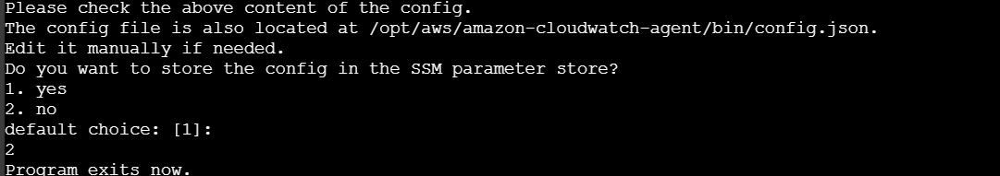 Please check the above content of the config.
The config file is also located at /opt/aws/amazon-cloudwatch-agent/bin/config.json.
Edit it manually if needed.
Do you want to store the config in the SSM parameter store?
1. yes
2. no
default choice: [1]:
2
Program exits now.